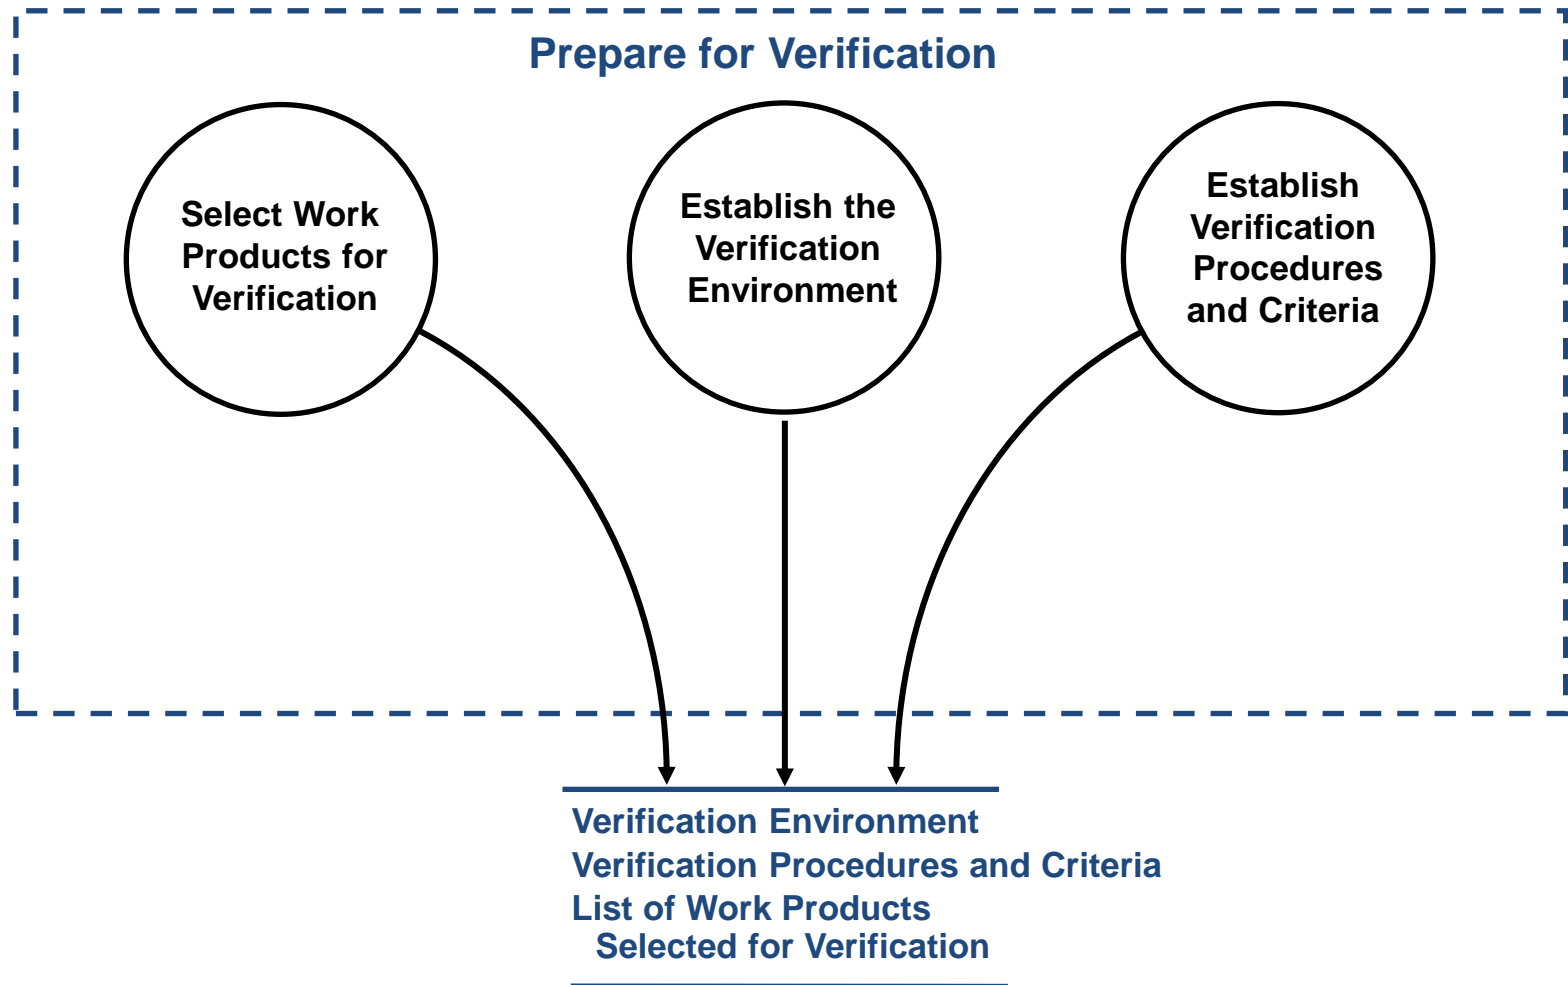 Prepare for Verification
Select Work
Products for
Verification
Establish the
Verification
Environment
Establish
Verification
Procedures
and Criteria
Verification Environment
Verification Procedures and Criteria
List of Work Products
Selected for Verification